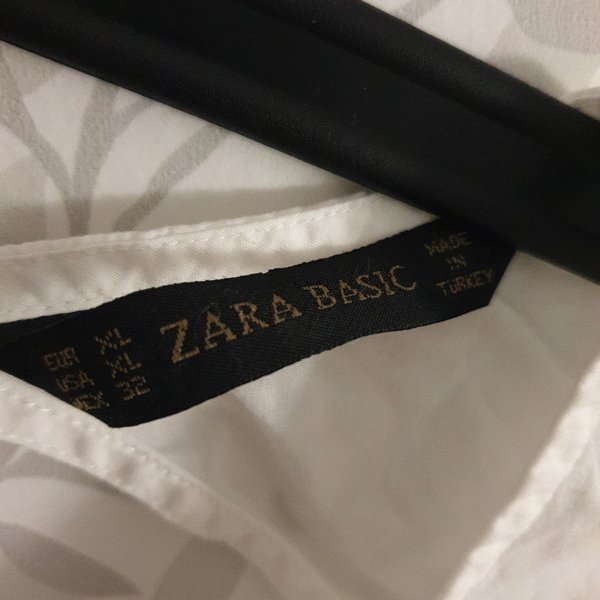 EUR XL
USA XL
MEX 32
ZARA BASIC
MADE
IN
TURKEY